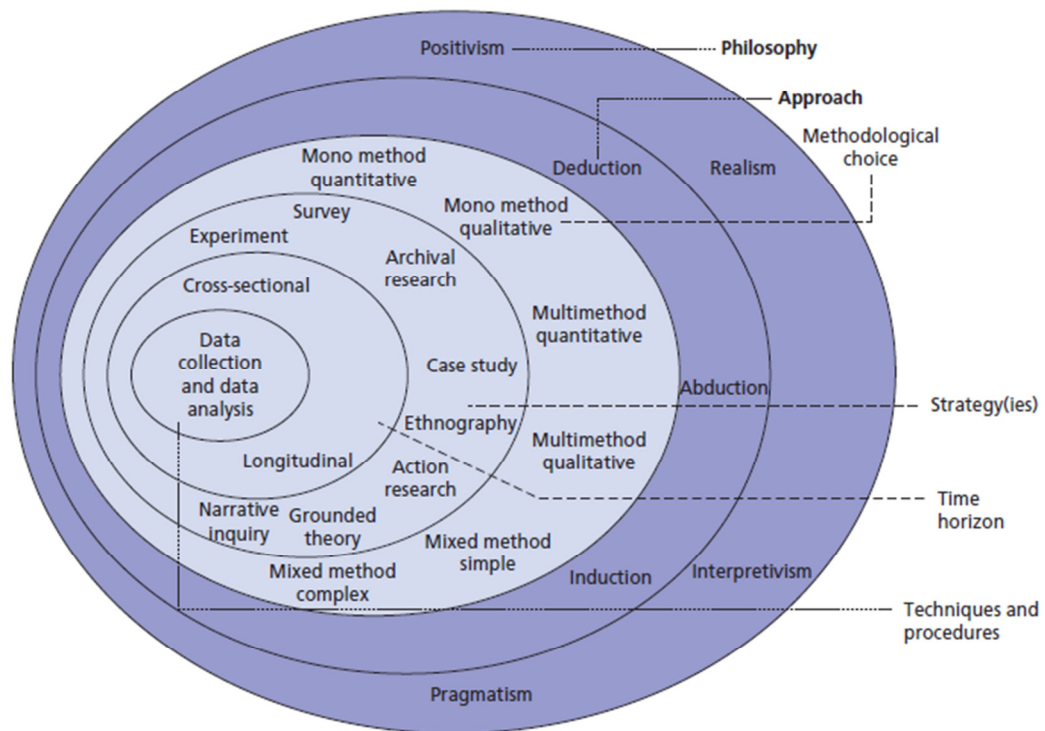 Positivism
Philosophy
Approach
Methodological
choice
Mono method
quantitative
Deduction
Realism
Mono method
qualitative
Survey
Experiment
Archival
research
Cross-sectional
Multimethod
quantitative
Data
collection
and data
analysis
Case study
Abduction
Strategy(ies)
Ethnography
Multimethod
qualitative
Longitudinal
Action
research
Time
horizon
Narrative
inquiry
Grounded
theory
Mixed method
simple
Mixed method
complex
Induction
Interpretivism
Techniques and
procedures
Pragmatism